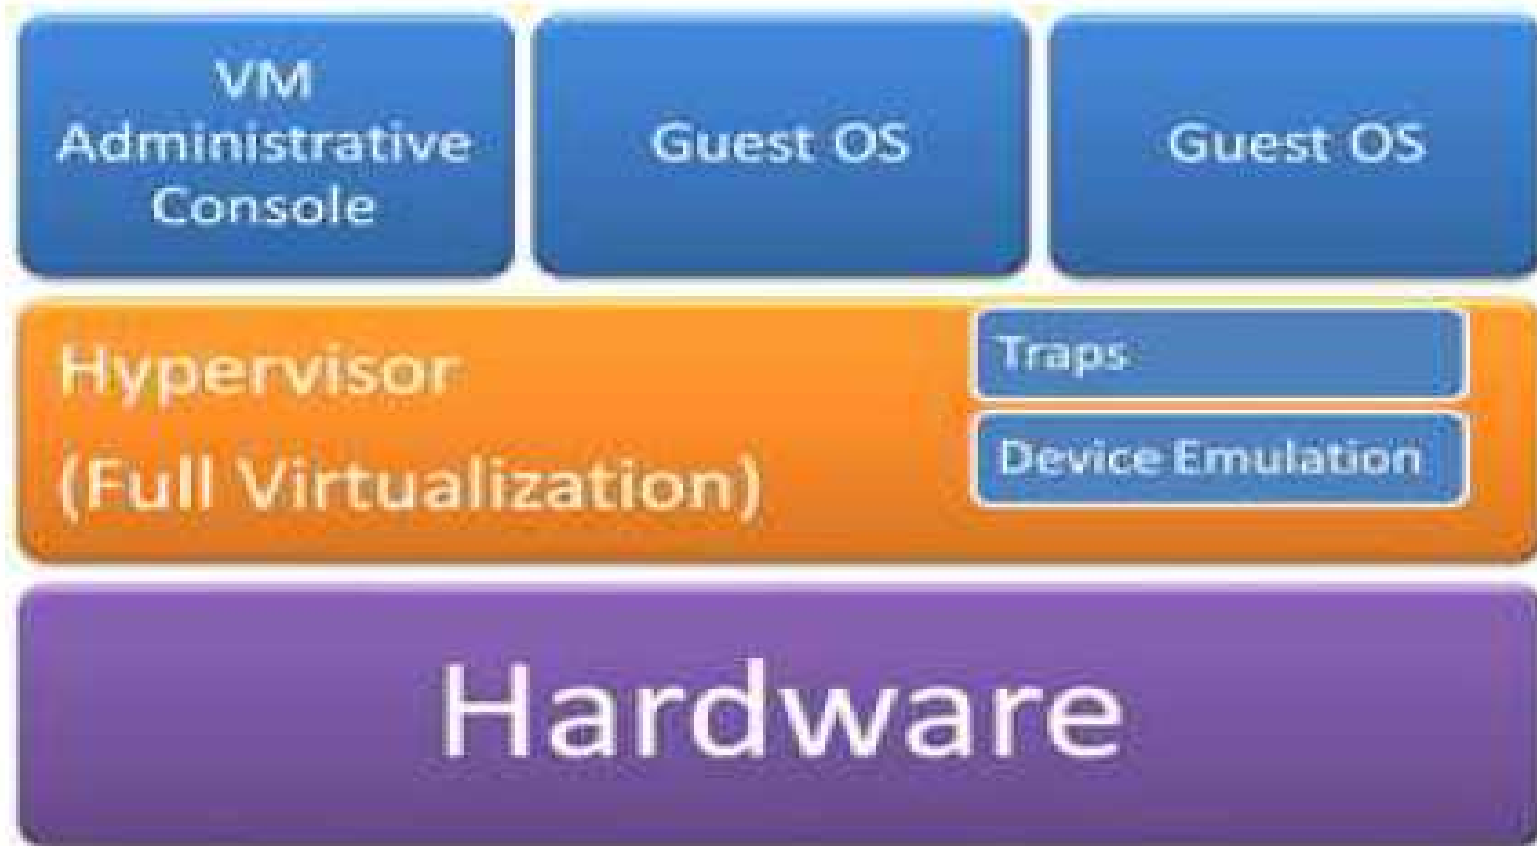 VM
Administrative
Console
Guest OS
Guest OS
Hypervisor
(Full Virtualization)
Traps
Device Emulation
Hardware